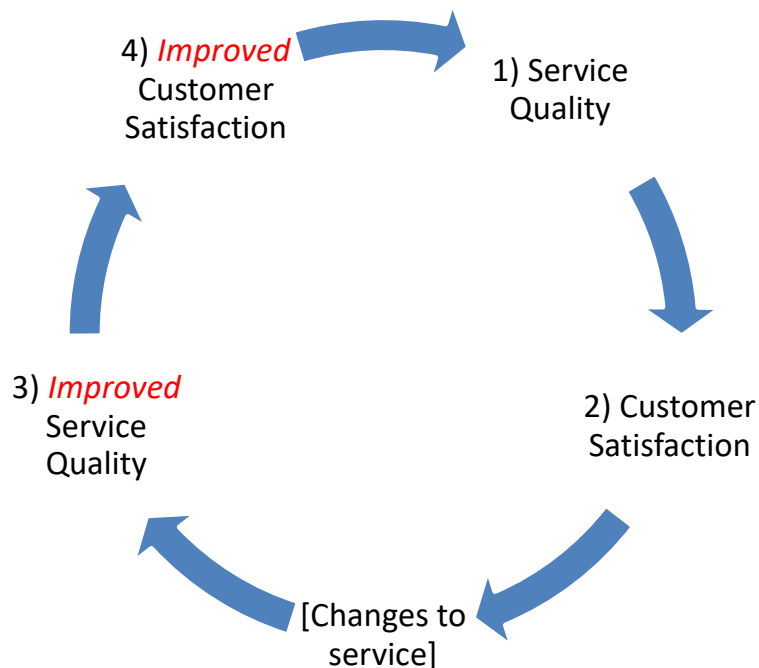 1) Service
Quality
2) Customer
Satisfaction
[Changes to
service]
3) Improved
Service
Quality
4) Improved
Customer
Satisfaction